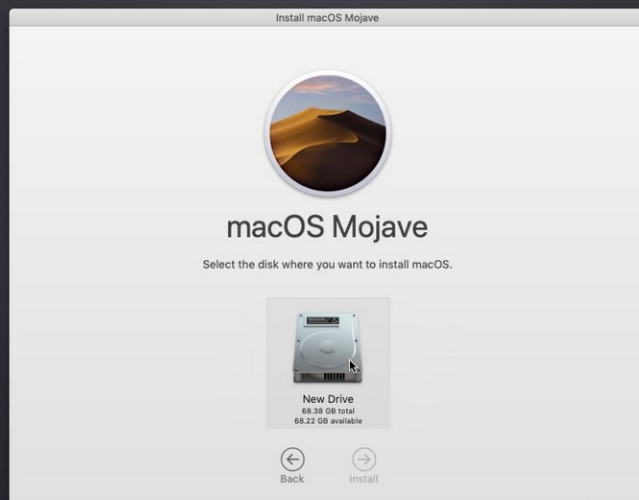 Install macOS Mojave
macOS Mojave
Select the disk where you want to install macOS.
New Drive
68.38 GB total
68.22 GB available
Back
Install